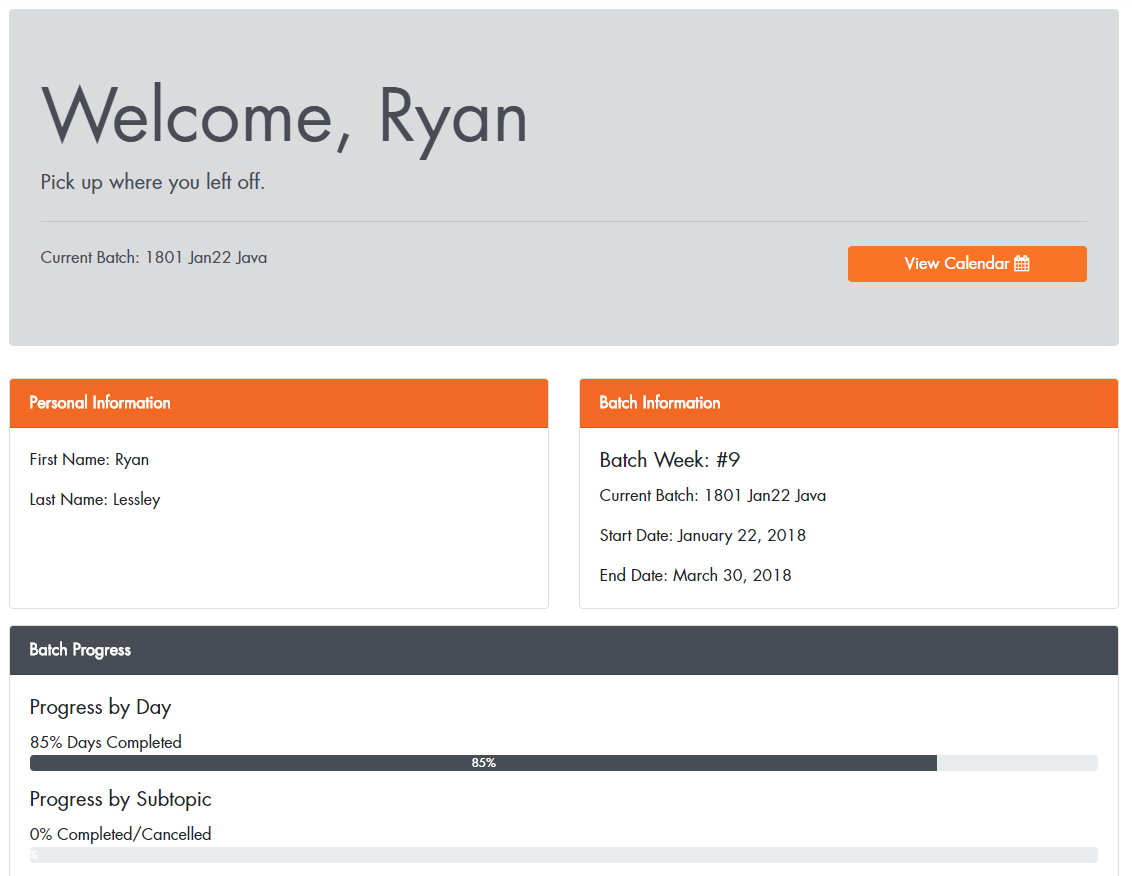 Welcome, Ryan
Pick up where you left off.
Current Batch: 1801 Jan22 Java
View Calendar
Personal Information
First Name: Ryan
Last Name: Lessley
Batch Information
Batch Week: #9
Current Batch: 1801 Jan22 Java
Start Date: January 22, 2018
End Date: March 30, 2018
Batch Progress
Progress by Day
85% Days Completed
85%
Progress by Subtopic
0% Completed/Cancelled